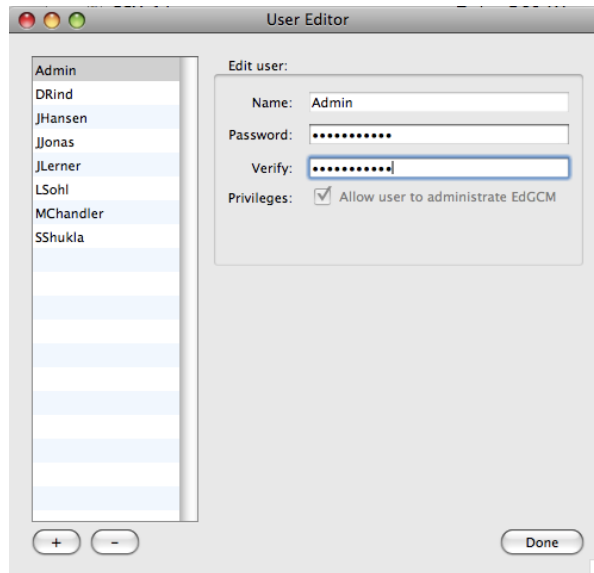 User Editor
Admin
DRind
JHansen
JJonas
JLerner
LSohl
MChandler
SShukla
Edit user:
Name: Admin
Password: •••••••••••
Verify: •••••••••••
Privileges: Allow user to administrate EdGCM
+ -
Done